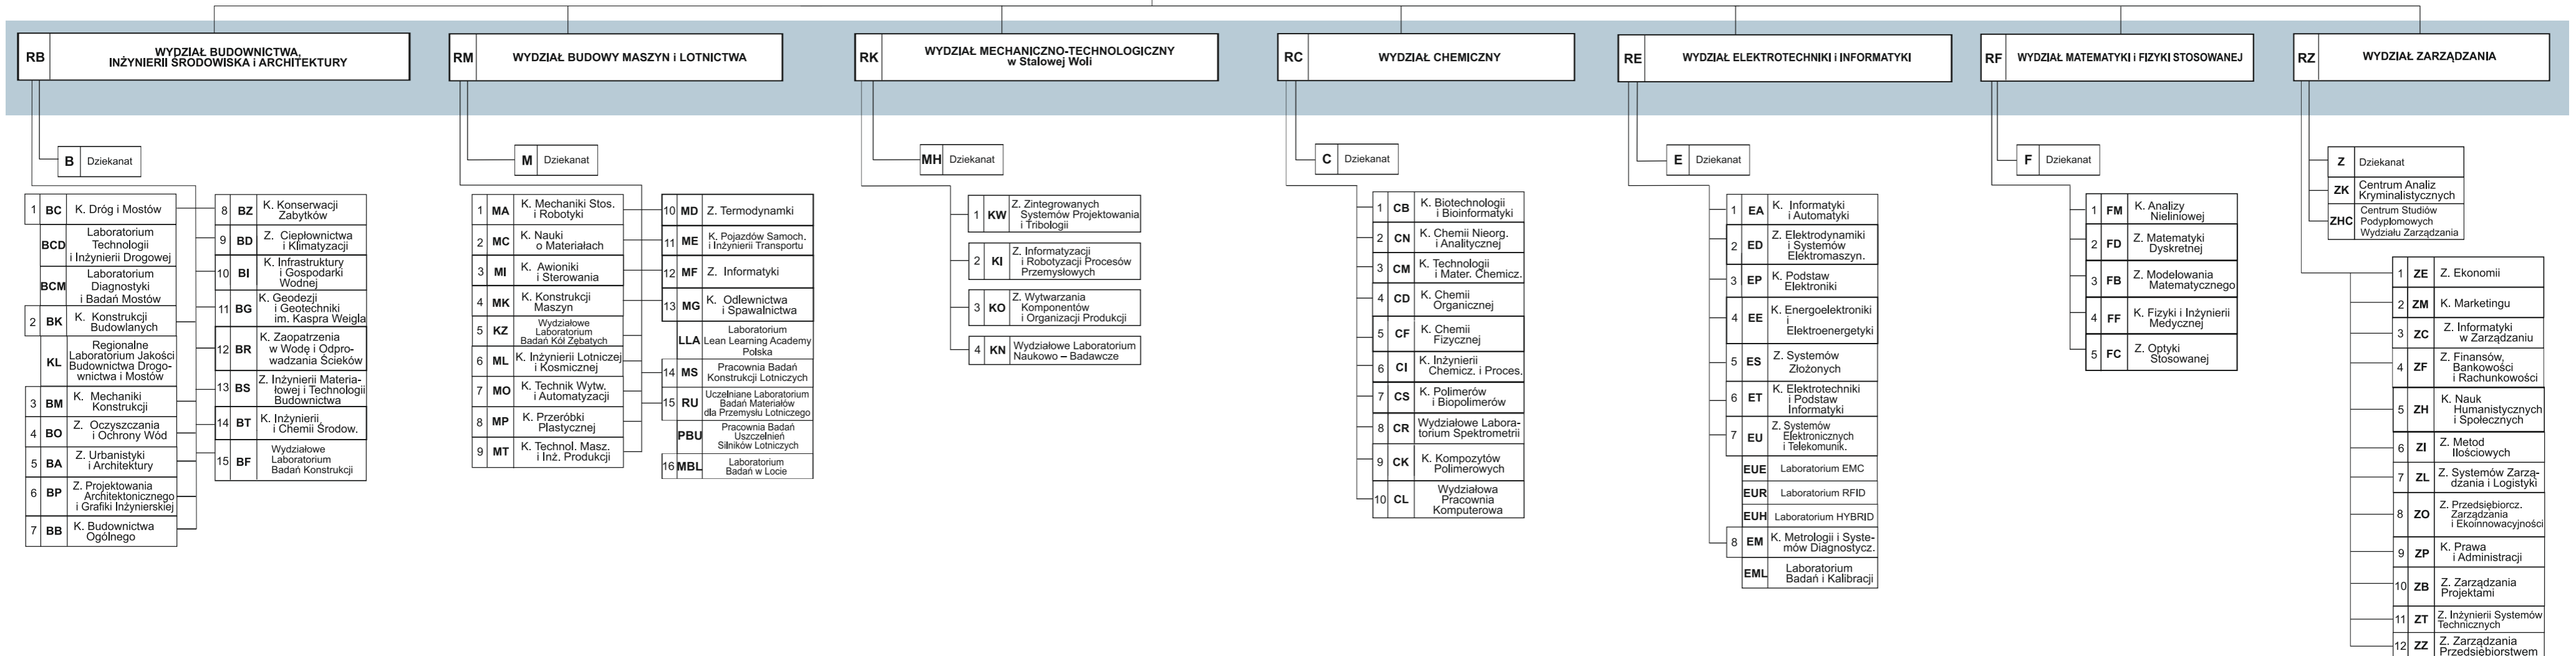 RB
WYDZIAŁ BUDOWNICTWA,
INŻYNIERII ŚRODOWISKA i ARCHITEKTURY
B Dziekanat
1 BC K. Dróg i Mostów
BCD Laboratorium
Technologii
i Inżynierii Drogowej
BCM Laboratorium
Diagnostyki
i Badań Mostów
2 BK K. Konstrukcji
Budowlanych
KL Regionalne
Laboratorium Jakości
Budownictwa Drogo-
wnictwa i Mostów
3 BM K. Mechaniki
Konstrukcji
4 BO Z. Oczyszczania
i Ochrony Wód
5 BA Z. Urbanistyki
i Architektury
6 BP Z. Projektowania
Architektonicznego
i Grafiki Inżynierskiej
7 BB K. Budownictwa
Ogólnego
8 BZ K. Konserwacji
Zabytków
9 BD Z. Ciepłownictwa
i Klimatyzacji
10 BI K. Infrastruktury
i Gospodarki
Wodnej
11 BG K. Geodezji
i Geotechniki
im. Kaspra Weigla
12 BR K. Zaopatrzenia
w Wodę i Odpro-
wadzania Ścieków
13 BS Z. Inżynierii Materia-
łowej i Technologii
Budownictwa
14 BT K. Inżynierii
i Chemii Środow.
15 BF Wydziałowe
Laboratorium
Badań Konstrukcji
RM WYDZIAŁ BUDOWY MASZYN i LOTNICTWA
M Dziekanat
1 MA K. Mechaniki Stos.
i Robotyki
2 MC K. Nauki
o Materiałach
3 MI K. Awioniki
i Sterowania
4 MK K. Konstrukcji
Maszyn
5 KZ Wydziałowe
Laboratorium
Badań Kół Zębatych
6 ML K. Inżynierii Lotniczej
i Kosmicznej
7 MO K. Technik Wytw.
i Automatyzacji
8 MP K. Przeróbki
Plastycznej
9 MT K. Technol. Masz.
i Inż. Produkcji
10 MD Z. Termodynamki
11 ME K. Pojazdów Samoch.
i Inżynierii Transportu
12 MF Z. Informatyki
13 MG K. Odlewnictwa
i Spawalnictwa
LLA Laboratorium
Lean Learning Academy
Polska
14 MS Pracownia Badań
Konstrukcji Lotniczych
15 RU Uczelniane Laboratorium
Badań Materiałów
dla Przemysłu Lotniczego
PBU Pracownia Badań
Uszczelnień
Silników Lotniczych
16 MBL Laboratorium
Badań w Locie
RK WYDZIAŁ MECHANICZNO-TECHNOLOGICZNY
w Stalowej Woli
MH Dziekanat
1 KW Z. Zintegrowanych
Systemów Projektowania
i Tribologii
2 KI Z. Informatyzacji
i Robotyzacji Procesów
Przemysłowych
3 KO Z. Wytwarzania
Komponentów
i Organizacji Produkcji
4 KN Wydziałowe Laboratorium
Naukowo – Badawcze
RC WYDZIAŁ CHEMICZNY
C Dziekanat
1 CB K. Biotechnologii
i Bioinformatyki
2 CN K. Chemii Nieorg.
i Analitycznej
3 CM K. Technologii
i Mater. Chemicz.
4 CD K. Chemii
Organicznej
5 CF K. Chemii
Fizycznej
6 CI K. Inżynierii
Chemicz. i Proces.
7 CS K. Polimerów
i Biopolimerów
8 CR Wydziałowe Labora-
torium Spektrometrii
9 CK K. Kompozytów
Polimerowych
10 CL Wydziałowa
Pracownia
Komputerowa
RE WYDZIAŁ ELEKTROTECHNIKI i INFORMATYKI
E Dziekanat
1 EA K. Informatyki
i Automatyki
2 ED Z. Elektrodynamiki
i Systemów
Elektromaszyn.
3 EP K. Podstaw
Elektroniki
4 EE K. Energoelektroniki
i
Elektroenergetyki
5 ES Z. Systemów
Złożonych
6 ET K. Elektrotechniki
i Podstaw
Informatyki
7 EU Z. Systemów
Elektronicznych
i Telekomunik.
EUE Laboratorium EMC
EUR Laboratorium RFID
EUH Laboratorium HYBRID
8 EM K. Metrologii i Syste-
mów Diagnostycz.
EML Laboratorium
Badań i Kalibracji
RF WYDZIAŁ MATEMATYKI i FIZYKI STOSOWANEJ
F Dziekanat
1 FM K. Analizy
Nieliniowej
2 FD Z. Matematyki
Dyskretnej
3 FB Z. Modelowania
Matematycznego
4 FF K. Fizyki i Inżynierii
Medycznej
5 FC Z. Optyki
Stosowanej
RZ WYDZIAŁ ZARZĄDZANIA
Z Dziekanat
ZK Centrum Analiz
Kryminalistycznych
ZHC Centrum Studiów
Podyplomowych
Wydziału Zarządzania
1 ZE Z. Ekonomii
2 ZM K. Marketingu
3 ZC Z. Informatyki
w Zarządzaniu
4 ZF Z. Finansów,
Bankowości
i Rachunkowości
5 ZH K. Nauk
Humanistycznych
i Społecznych
6 ZI Z. Metod
Ilościowych
7 ZL Z. Systemów Zarzą-
dzania i Logistyki
8 ZO Z. Przedsiębiorcz.
Zarządzania
i Ekoinnowacyjności
9 ZP K. Prawa
i Administracji
10 ZB Z. Zarządzania
Projektami
11 ZT Z. Inżynierii Systemów
Technicznych
12 ZZ Z. Zarządzania
Przedsiębiorstwem